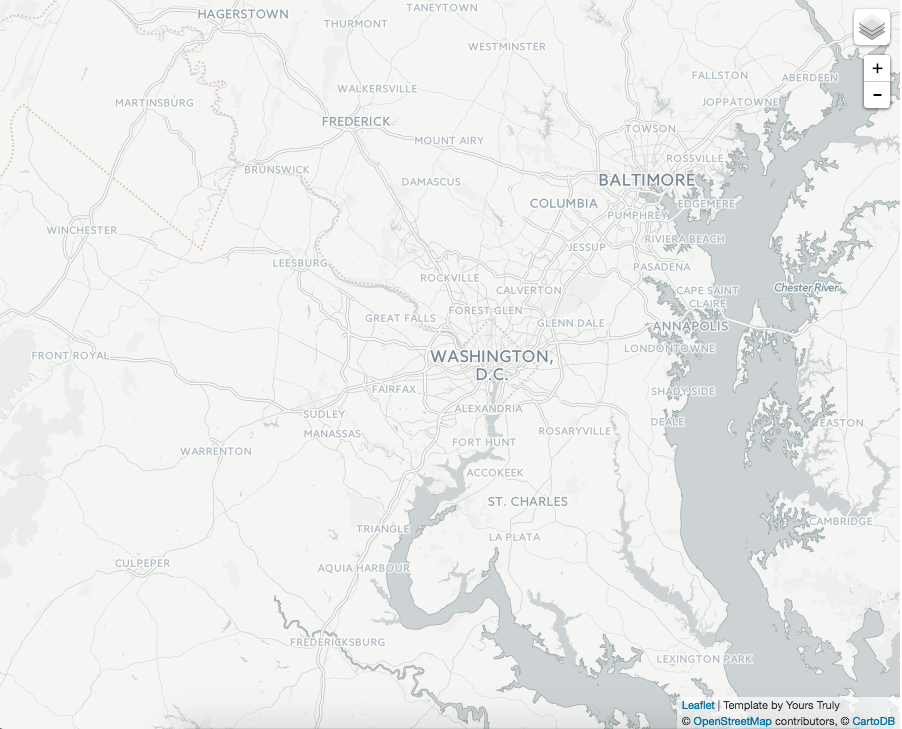 TANEYTOWN
HAGERSTOWN
THURMONT
WESTMINSTER
FALLSTON
ABERDEEN
+
-
WALKERSVILLE
MARTINSBURG
JOPPATOWNE
FREDERICK
TOWSON
MOUNT AIRY
ROSSVILLE
BRUNSWICK
DAMASCUS
BALTIMORE
COLUMBIA
EDGEMERE
PUMPHREY
WINCHESTER
RIVIERA BEACH
JESSUP
LEESBURG
PASADENA
ROCKVILLE
Chester River
CALVERTON
CAPE SAINT
CLAIRE
FOREST GLEN
GREAT FALLS
GLENN DALE
ANNAPOLIS
LONDONTOWNE
FRONT ROYAL
WASHINGTON,
D.C.
FAIRFAX
SHADY SIDE
ALEXANDRIA
SUDLEY
DEALE
EASTON
MANASSAS
ROSARYVILLE
FORT HUNT
WARRENTON
ACCOKEEK
ST. CHARLES
CAMBRIDGE
TRIANGLE
LA PLATA
CULPEPER
AQUIA HARBOUR
FREDERICKSBURG
LEXINGTON PARK
Leaflet | Template by Yours Truly
© OpenStreetMap contributors, © CartoDB